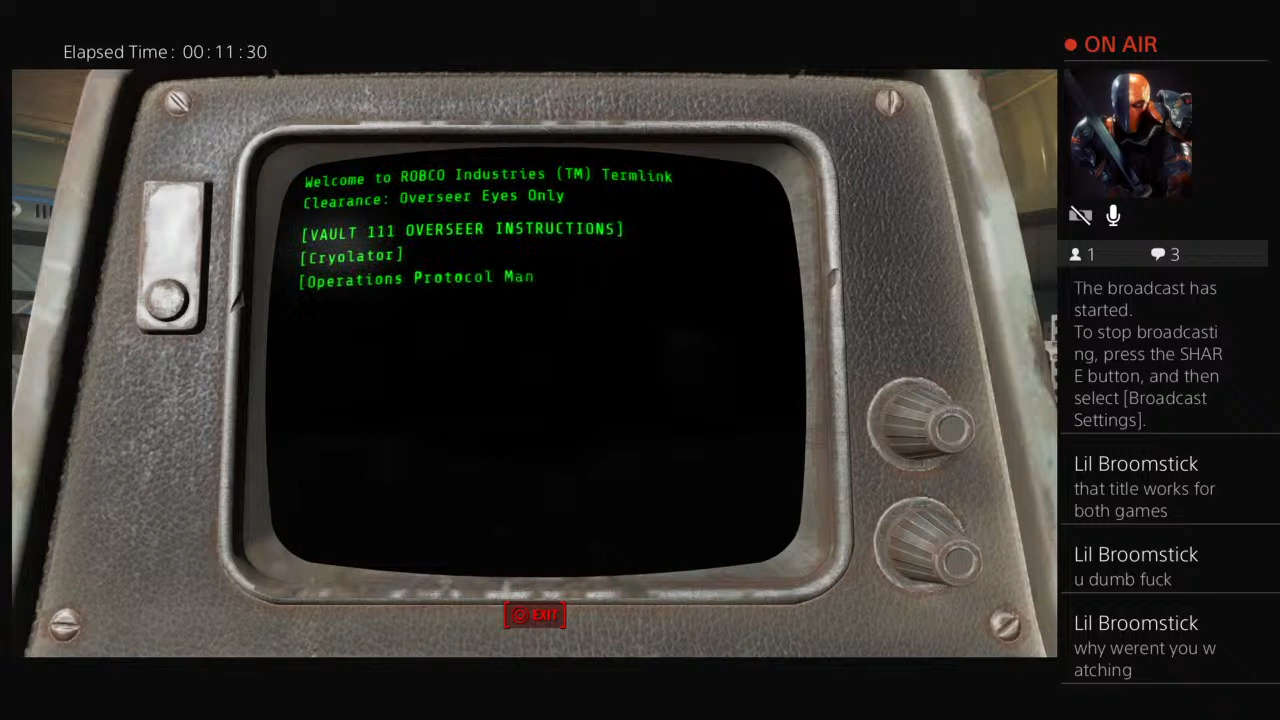 Elapsed Time: 00:11:30
Welcome to ROBCO Industries (TM) Termlink
Clearance: Overseer Eyes Only
[VAULT 111 OVERSEER INSTRUCTIONS]
[Cryolator]
[Operations Protocol Man
EXIT
ON AIR
1
3
The broadcast has
started.
To stop broadcasti
ng, press the SHAR
E button, and then
select [Broadcast
Settings].
Lil Broomstick
that title works for
both games
Lil Broomstick
u dumb fuck
Lil Broomstick
why werent you w
atching